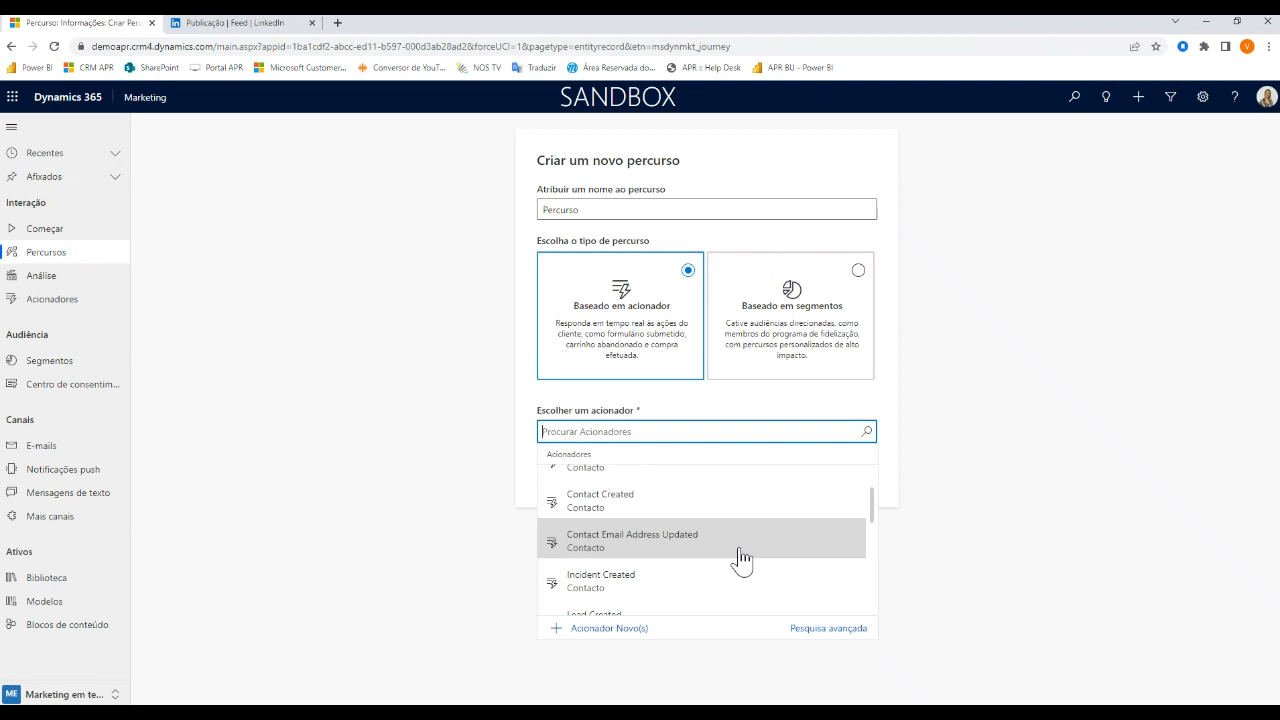 Percurso: Informações: Criar Per
Publicação | Feed | LinkedIn
demoapr.crm4.dynamics.com/main.aspx?appid=1ba1cdf2-abcc-ed11-b597-000d3ab28ad2&forceUCI=1&pagetype=entityrecord&etn=msdynmkt_journey
V
Power BI
CRM APR
SharePoint
Portal APR
Microsoft Customer...
Conversor de YouT...
NOS TV
Traduzir
Área Reservada do...
APR :: Help Desk
APR BU - Power BI
Dynamics 365
Marketing
SANDBOX
Recentes
Afixados
Interação
Começar
Percursos
Análise
Acionadores
Audiência
Segmentos
Centro de consentim...
Canais
E-mails
Notificações push
Mensagens de texto
Mais canais
Ativos
Biblioteca
Modelos
Blocos de conteúdo
ME
Marketing em te...
Criar um novo percurso
Atribuir um nome ao percurso
Percurso
Escolha o tipo de percurso
Baseado em acionador
Responda em tempo real às ações do
cliente, como formulário submetido,
carrinho abandonado e compra
efetuada.
Baseado em segmentos
Cative audiências direcionadas, como
membros do programa de fidelização,
com percursos personalizados de alto
impacto.
Escolher um acionador *
Procurar Acionadores
Acionadores
Contacto
Contact Created
Contacto
Contact Email Address Updated
Contacto
Incident Created
Contacto
Lead Created
Acionador Novo(s)
Pesquisa avançada